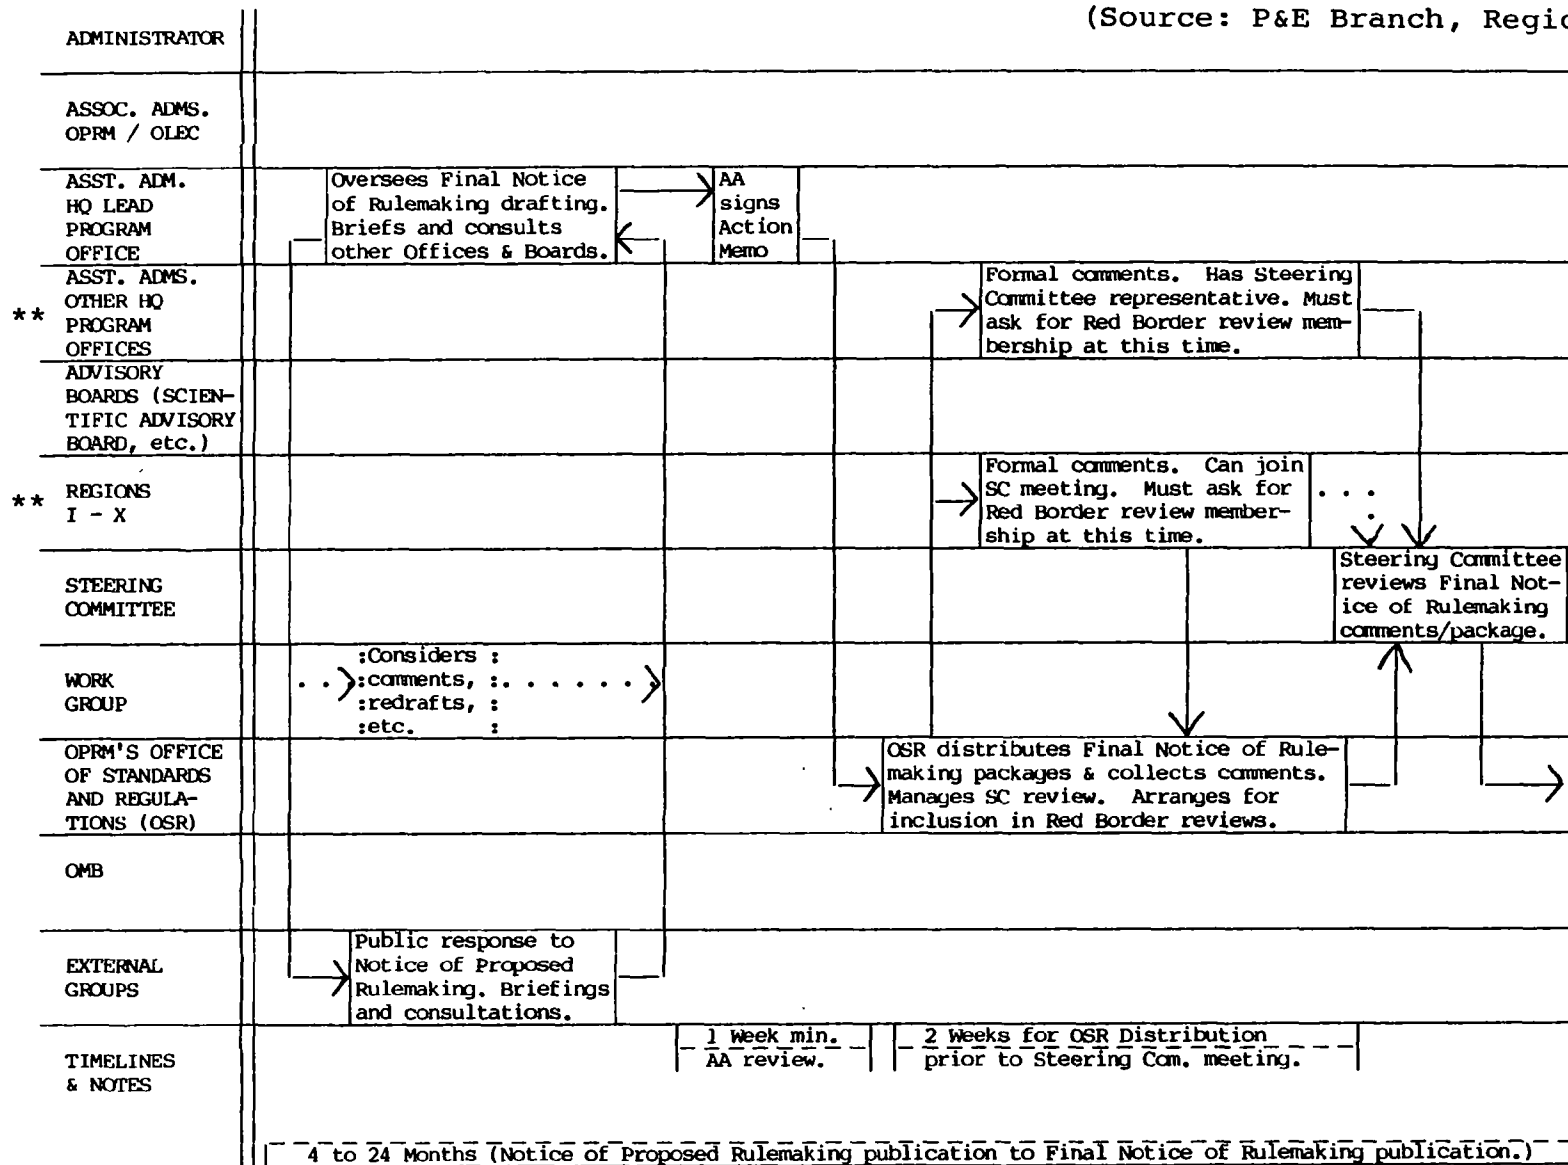 (Source: P&E Branch, Regio
ADMINISTRATOR
ASSOC. ADMS.
OPRM / OLEC
ASST. ADM.
HQ LEAD
PROGRAM
OFFICE
Oversees Final Notice
of Rulemaking drafting.
Briefs and consults
other Offices & Boards.
AA
signs
Action
Memo
**
ASST. ADMS.
OTHER HQ
PROGRAM
OFFICES
Formal comments. Has Steering
Committee representative. Must
ask for Red Border review mem-
bership at this time.
ADVISORY
BOARDS (SCIEN-
TIFIC ADVISORY
BOARD, etc.)
**
REGIONS
I - X
Formal comments. Can join
SC meeting. Must ask for
Red Border review member-
ship at this time.
STEERING
COMMITTEE
Steering Committee
reviews Final Not-
ice of Rulemaking
comments/package.
WORK
GROUP
:Considers :
:comments, :
:redrafts, :
:etc. :
OPRM'S OFFICE
OF STANDARDS
AND REGULA-
TIONS (OSR)
OSR distributes Final Notice of Rule-
making packages & collects comments.
Manages SC review. Arranges for
inclusion in Red Border reviews.
OMB
EXTERNAL
GROUPS
Public response to
Notice of Proposed
Rulemaking. Briefings
and consultations.
TIMELINES
& NOTES
1 Week min.
AA review.
2 Weeks for OSR Distribution
prior to Steering Com. meeting.
4 to 24 Months (Notice of Proposed Rulemaking publication to Final Notice of Rulemaking publication.)